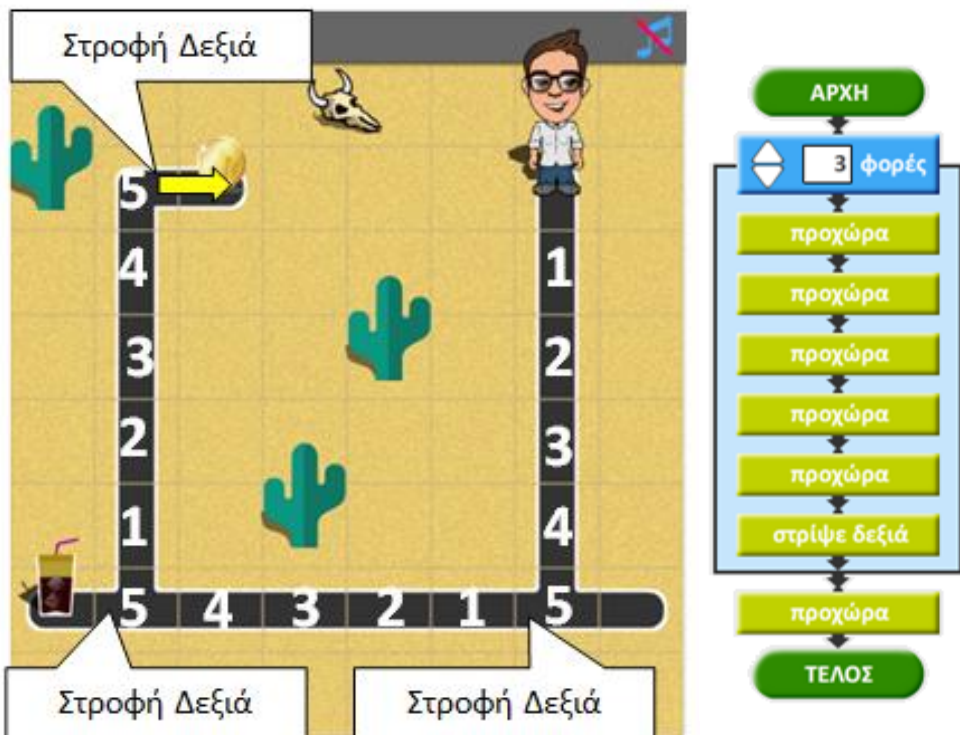 Στροφή Δεξιά
5
4
3
2
1
5 4 3 2 1 5
1
2
3
4
Στροφή Δεξιά
Στροφή Δεξιά
ΑΡΧΗ
3 φορές
προχώρα
προχώρα
προχώρα
προχώρα
προχώρα
στρίψε δεξιά
προχώρα
ΤΕΛΟΣ